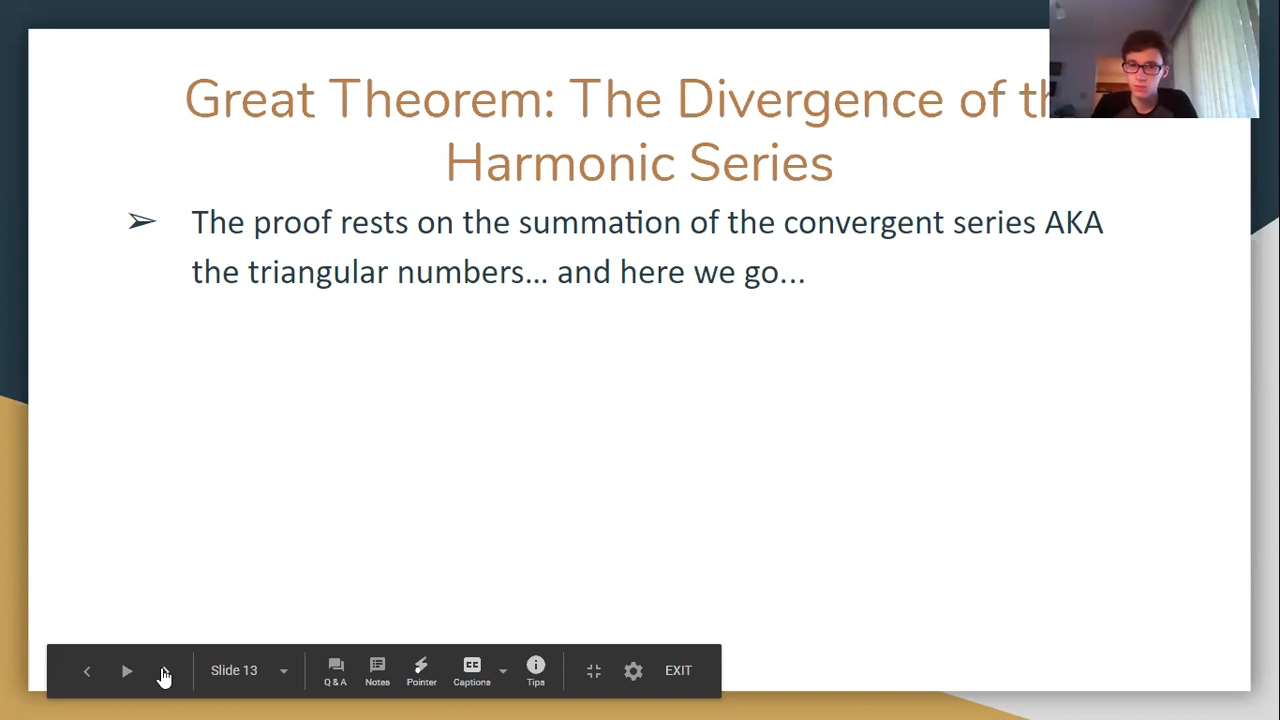 Great Theorem: The Divergence of th
Harmonic Series
➢ The proof rests on the summation of the convergent series AKA
the triangular numbers... and here we go...
Slide 13
Q & A
Notes
Pointer
Captions
Tips
EXIT